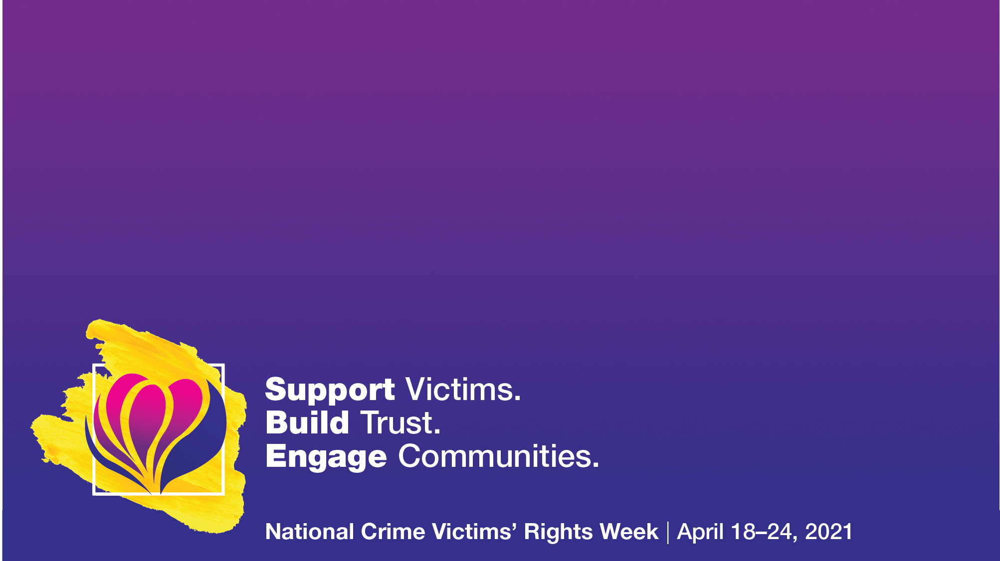 Support Victims.
Build Trust.
Engage Communities.
National Crime Victims’ Rights Week | April 18–24, 2021